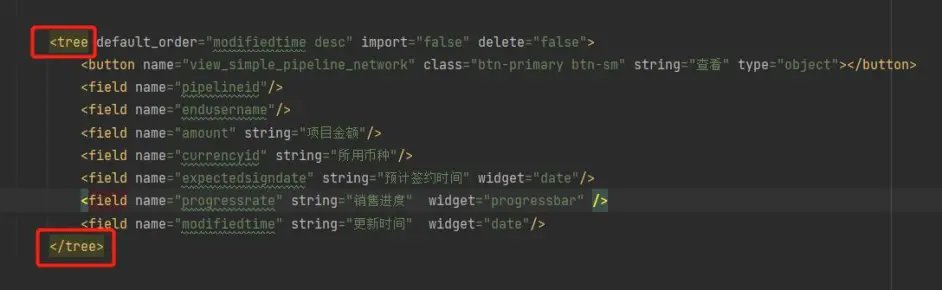 <tree default_order="modifiedtime desc" import="false" delete="false">
<button name="view_simple_pipeline_network" class="btn-primary btn-sm" string="查看" type="object"></button>
<field name="pipelineid"/>
<field name="endusername"/>
<field name="amount" string="项目金额"/>
<field name="currencyid" string="所用币种"/>
<field name="expectedsigndate" string="预计签约时间" widget="date"/>
<field name="progressrate" string="销售进度"  widget="progressbar" />
<field name="modifiedtime" string="更新时间"  widget="date"/>
</tree>